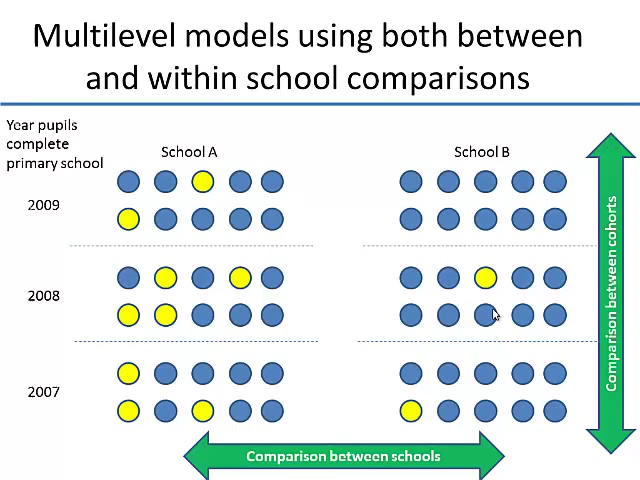 Multilevel models using both between
and within school comparisons
Year pupils
complete
primary school
School A
School B
2009
2008
2007
Comparison between cohorts
Comparison between schools